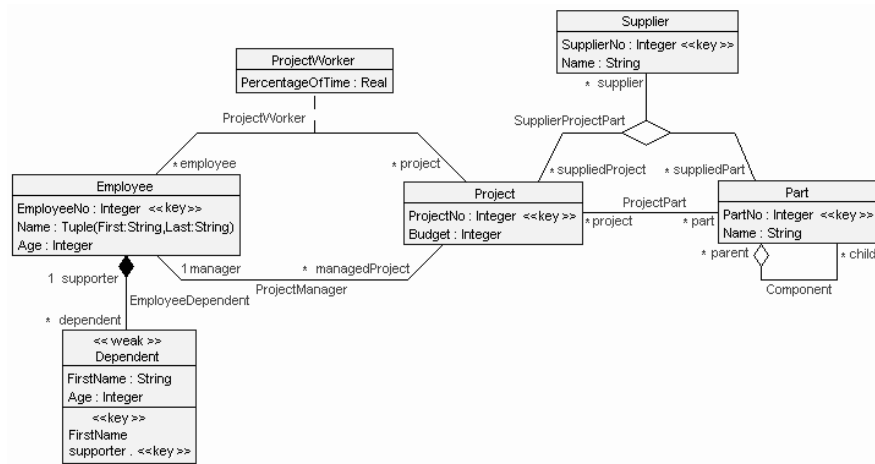 Supplier
SupplierNo : Integer <<key>>
Name : String
* supplier
ProjectWorker
PercentageOfTime : Real
ProjectWorker
SupplierProjectPart
* employee
* project
* suppliedProject
* suppliedPart
Employee
EmployeeNo : Integer <<key>>
Name : Tuple(First:String,Last:String)
Age : Integer
Project
ProjectNo : Integer <<key>>
Budget : Integer
ProjectPart
* project
* part
Part
PartNo : Integer <<key>>
Name : String
1 supporter
1 manager
* managedProject
ProjectManager
* parent
* child
Component
EmployeeDependent
* dependent
<< weak >>
Dependent
FirstName : String
Age : Integer
<<key>>
FirstName
supporter . <<key>>